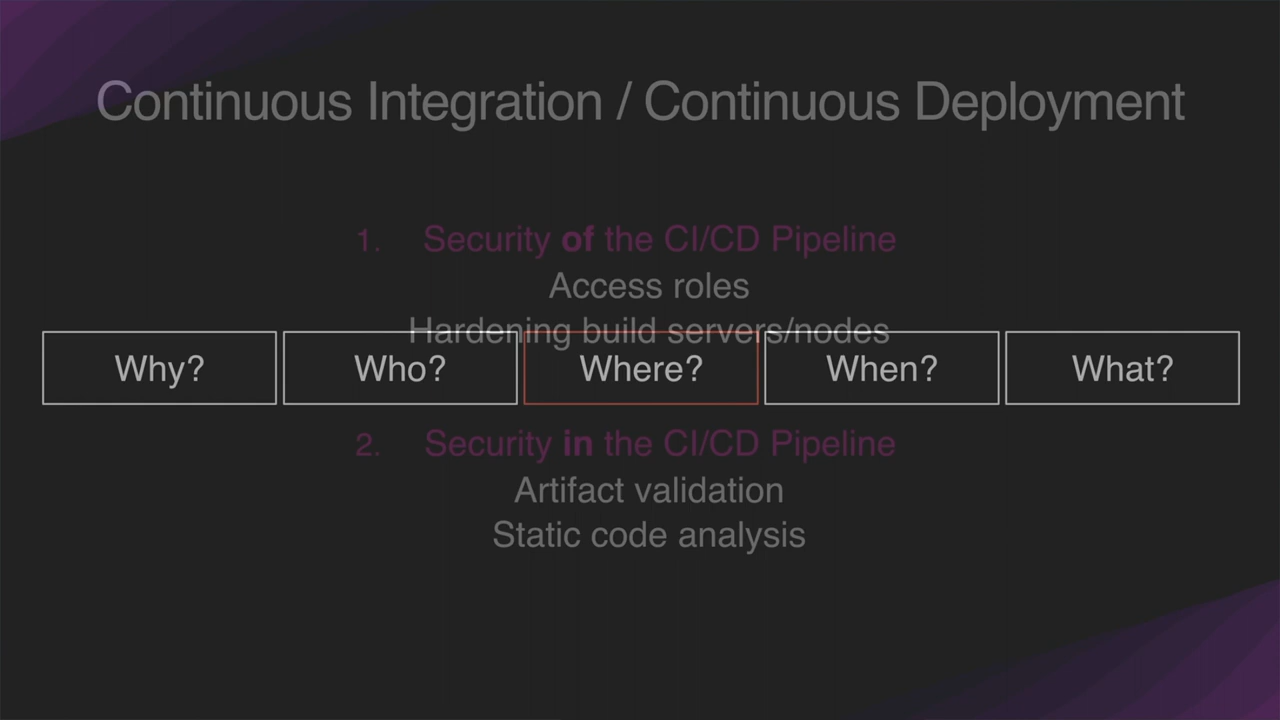 Continuous Integration / Continuous Deployment
1. Security of the CI/CD Pipeline
Access roles
Hardening build servers/nodes
Why? Who? Where? When? What?
2. Security in the CI/CD Pipeline
Artifact validation
Static code analysis